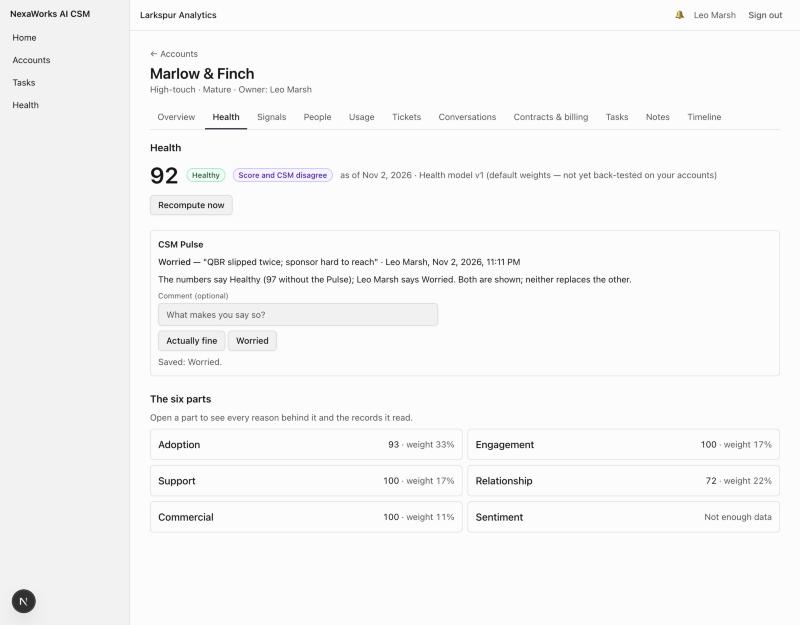 NexaWorks AI CSM
Home
Accounts
Tasks
Health
Larkspur Analytics
Leo Marsh
Sign out
← Accounts
Marlow & Finch
High-touch · Mature · Owner: Leo Marsh
Overview
Health
Signals
People
Usage
Tickets
Conversations
Contracts & billing
Tasks
Notes
Timeline
Health
92 Healthy Score and CSM disagree as of Nov 2, 2026 · Health model v1 (default weights — not yet back-tested on your accounts)
Recompute now
CSM Pulse
Worried — "QBR slipped twice; sponsor hard to reach" · Leo Marsh, Nov 2, 2026, 11:11 PM
The numbers say Healthy (97 without the Pulse); Leo Marsh says Worried. Both are shown; neither replaces the other.
Comment (optional)
What makes you say so?
Actually fine
Worried
Saved: Worried.
The six parts
Open a part to see every reason behind it and the records it read.
Adoption 93 · weight 33%
Engagement 100 · weight 17%
Support 100 · weight 17%
Relationship 72 · weight 22%
Commercial 100 · weight 11%
Sentiment Not enough data
N